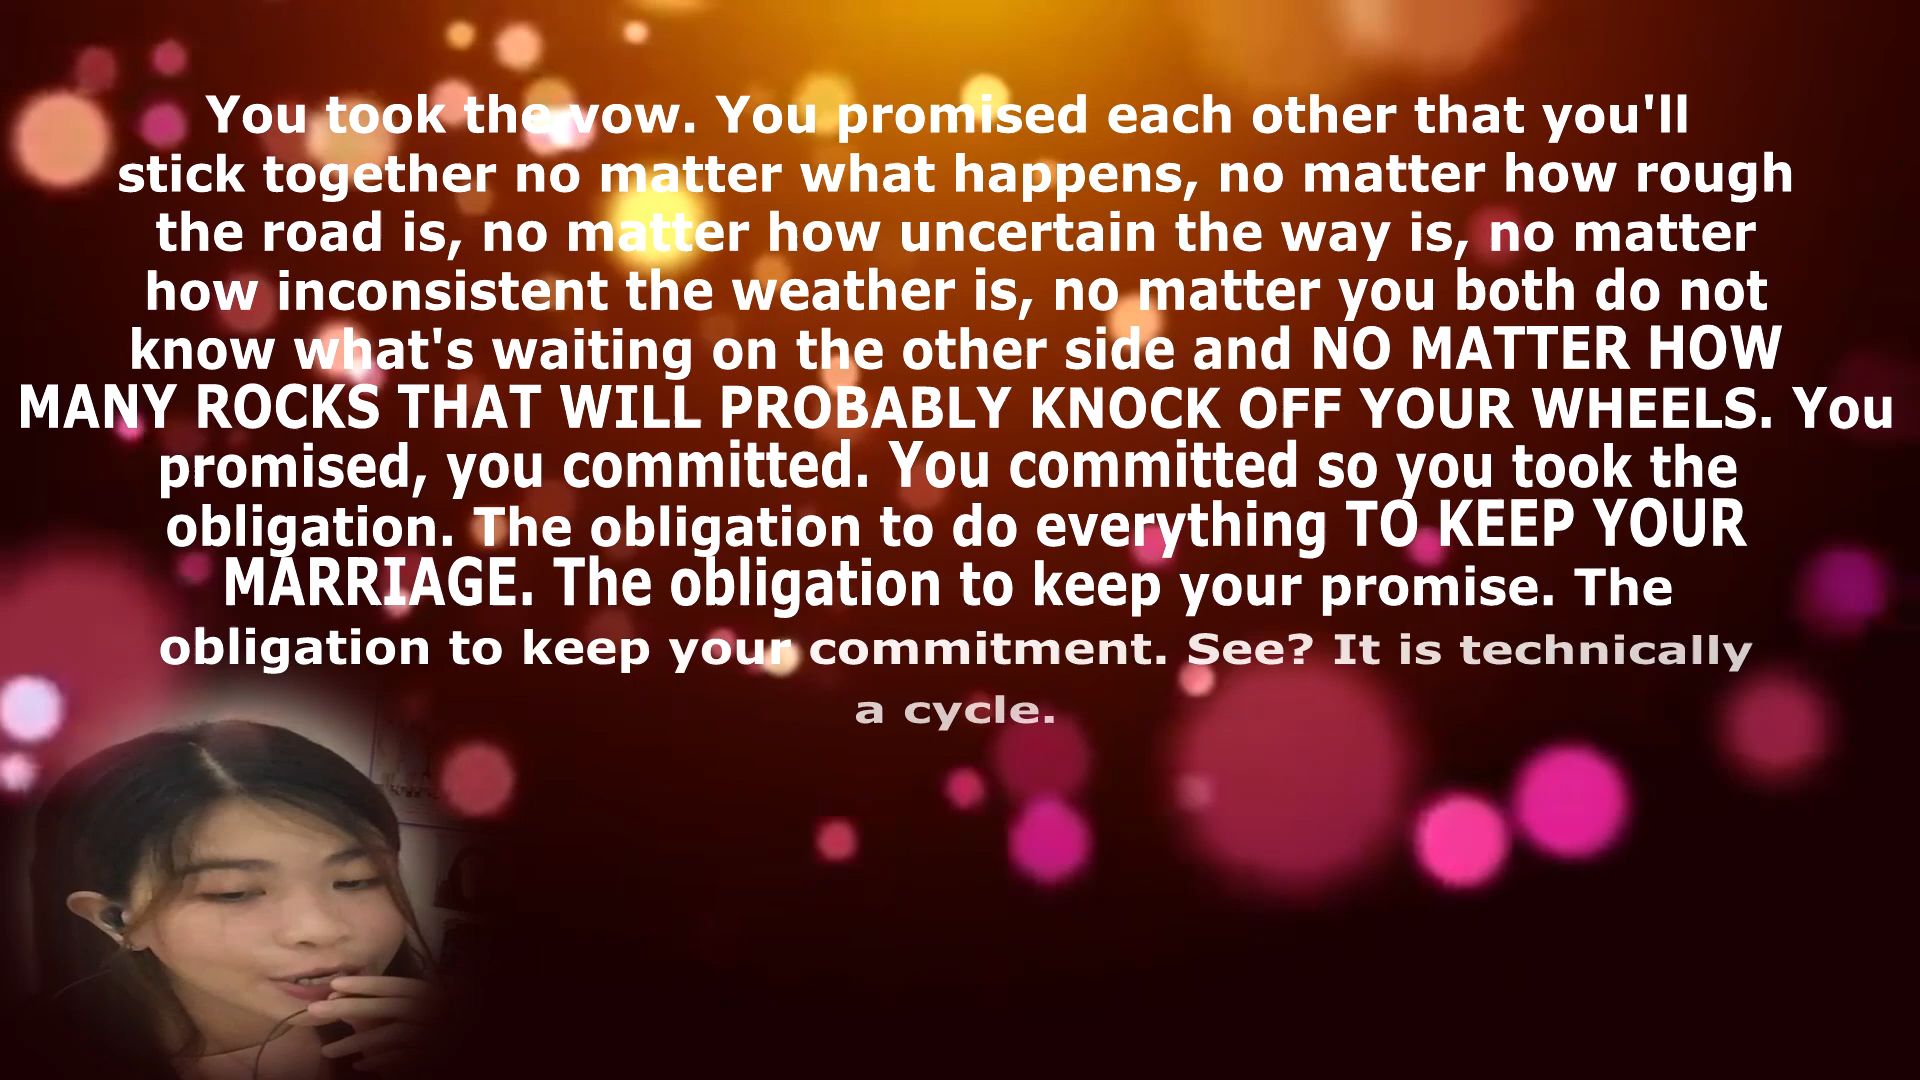 You took the vow. You promised each other that you'll
stick together no matter what happens, no matter how rough
the road is, no matter how uncertain the way is, no matter
how inconsistent the weather is, no matter you both do not
know what's waiting on the other side and NO MATTER HOW
MANY ROCKS THAT WILL PROBABLY KNOCK OFF YOUR WHEELS. You
promised, you committed. You committed so you took the
obligation. The obligation to do everything TO KEEP YOUR
MARRIAGE. The obligation to keep your promise. The
obligation to keep your commitment. See? It is technically
a cycle.